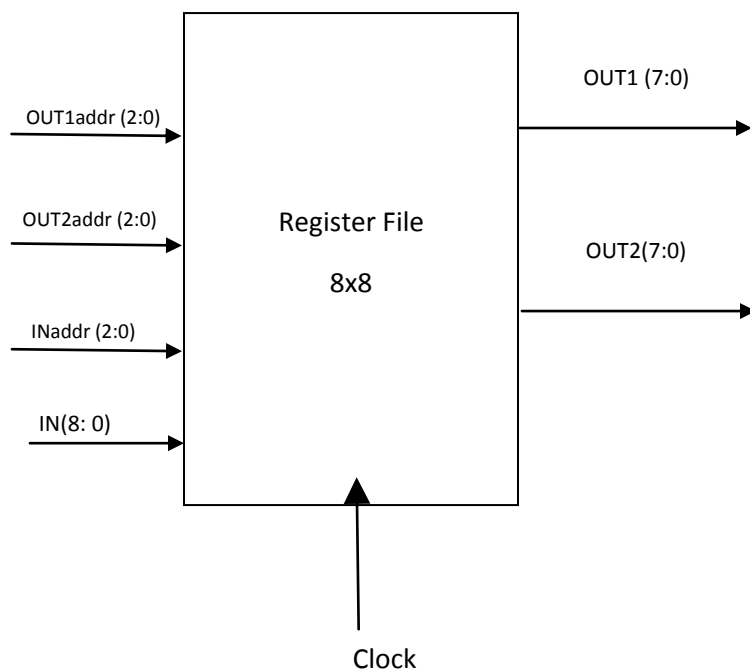 OUT1 (7:0)
OUT1addr (2:0)
OUT2addr (2:0)
Register File
OUT2(7:0)
8x8
INaddr (2:0)
IN(8: 0)
Clock